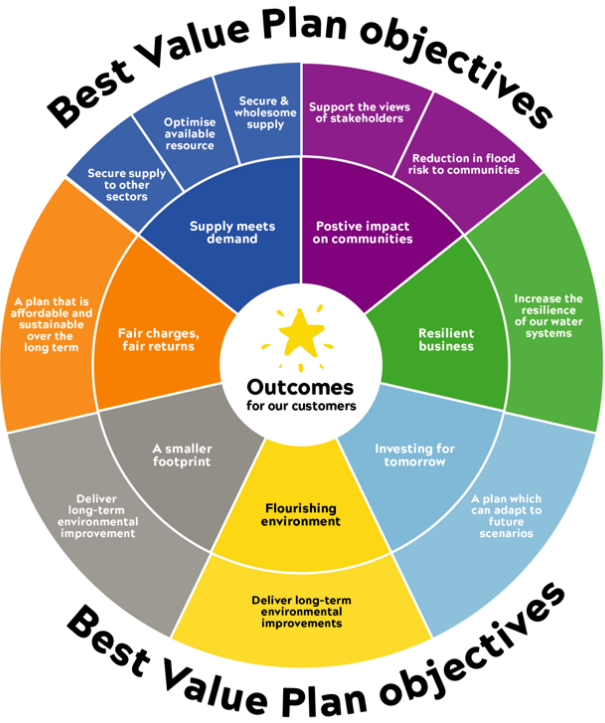 Best Value Plan objectives
Secure supply
to other
sectors
Optimise
available
resource
Secure &
wholesome
supply
Support the views
of stakeholders
Reduction in flood
risk to communities
Supply meets
demand
Postive impact
on communities
A plan that is
affordable and
sustainable
over the
long term
Fair charges,
fair returns
Resilient
business
Increase the
resilience
of our water
systems
Outcomes
for our customers
A smaller
footprint
Investing for
tomorrow
Deliver
long-term
environmental
improvement
Flourishing
environment
A plan which
can adapt to
future
scenarios
Deliver long-term
environmental
improvements
Best Value Plan objectives